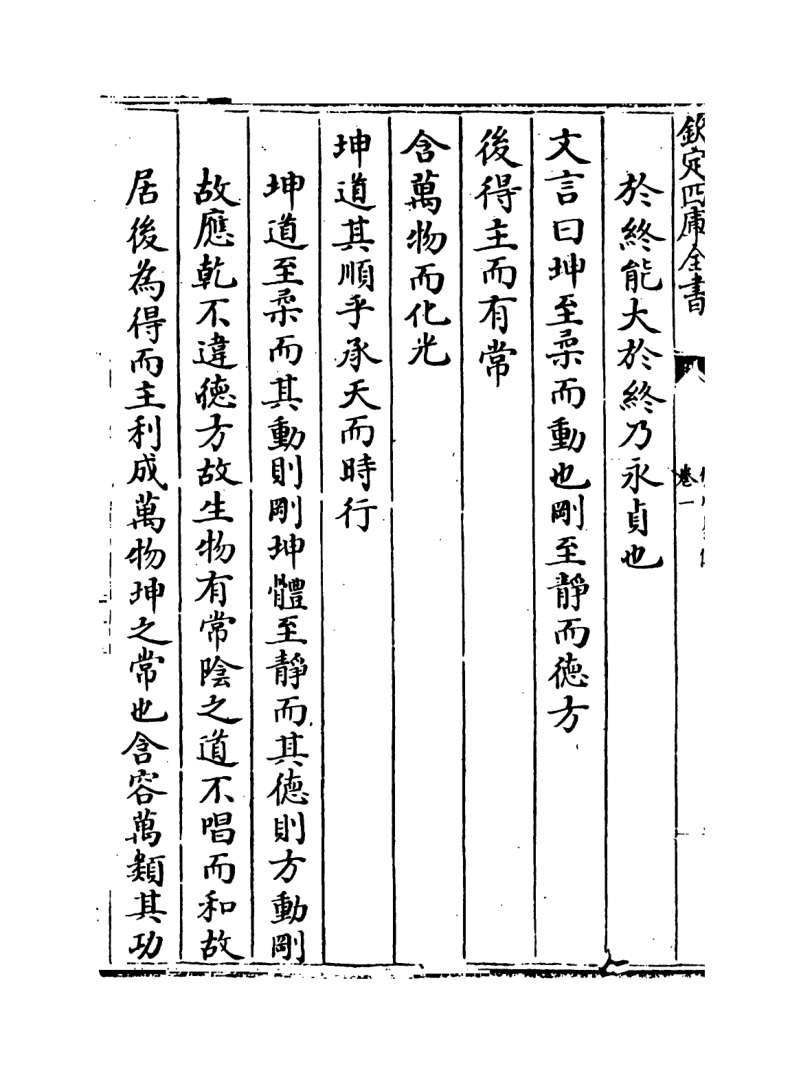 欽定四庫全書
卷一
於終能大於終乃永貞也
文言曰坤至柔而動也剛至靜而德方
後得主而有常
含萬物而化光
坤道其順乎承天而時行
坤道至柔而其動則剛坤體至靜而其德則方動剛
故應乾不違德方故生物有常陰之道不唱而和故
居後為得而主利成萬物坤之常也含容萬類其功